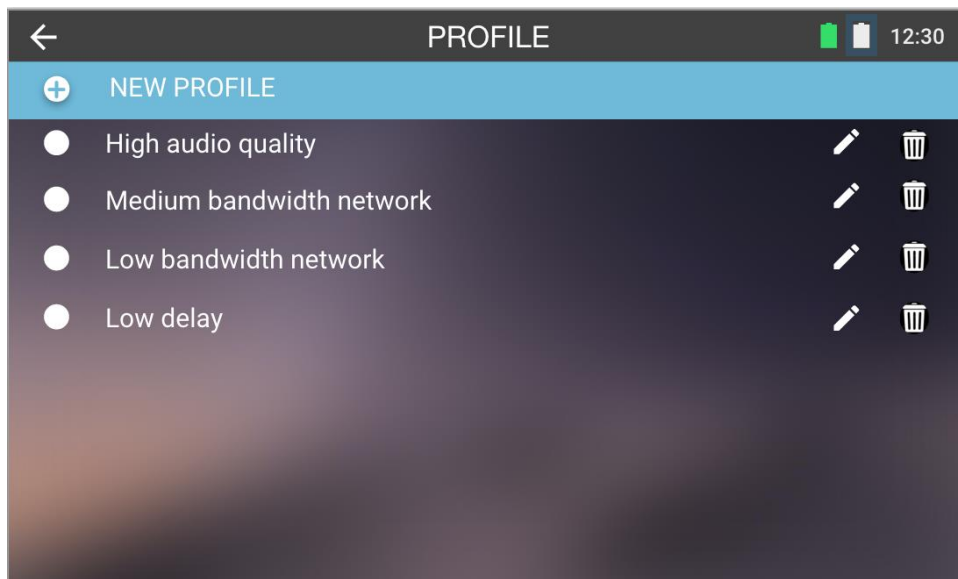 PROFILE
12:30
NEW PROFILE
High audio quality
Medium bandwidth network
Low bandwidth network
Low delay